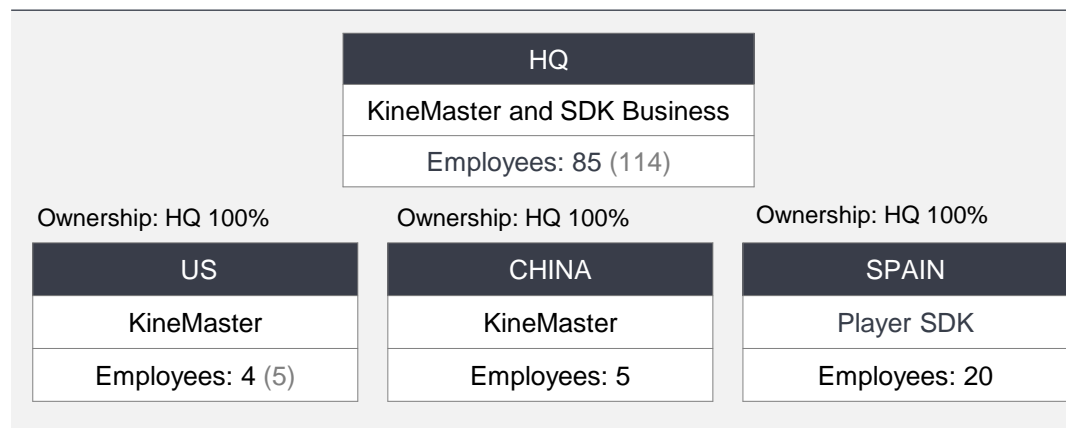 HQ
KineMaster and SDK Business
Employees: 85 (114)
Ownership: HQ 100%
US
KineMaster
Employees: 4 (5)
Ownership: HQ 100%
CHINA
KineMaster
Employees: 5
Ownership: HQ 100%
SPAIN
Player SDK
Employees: 20